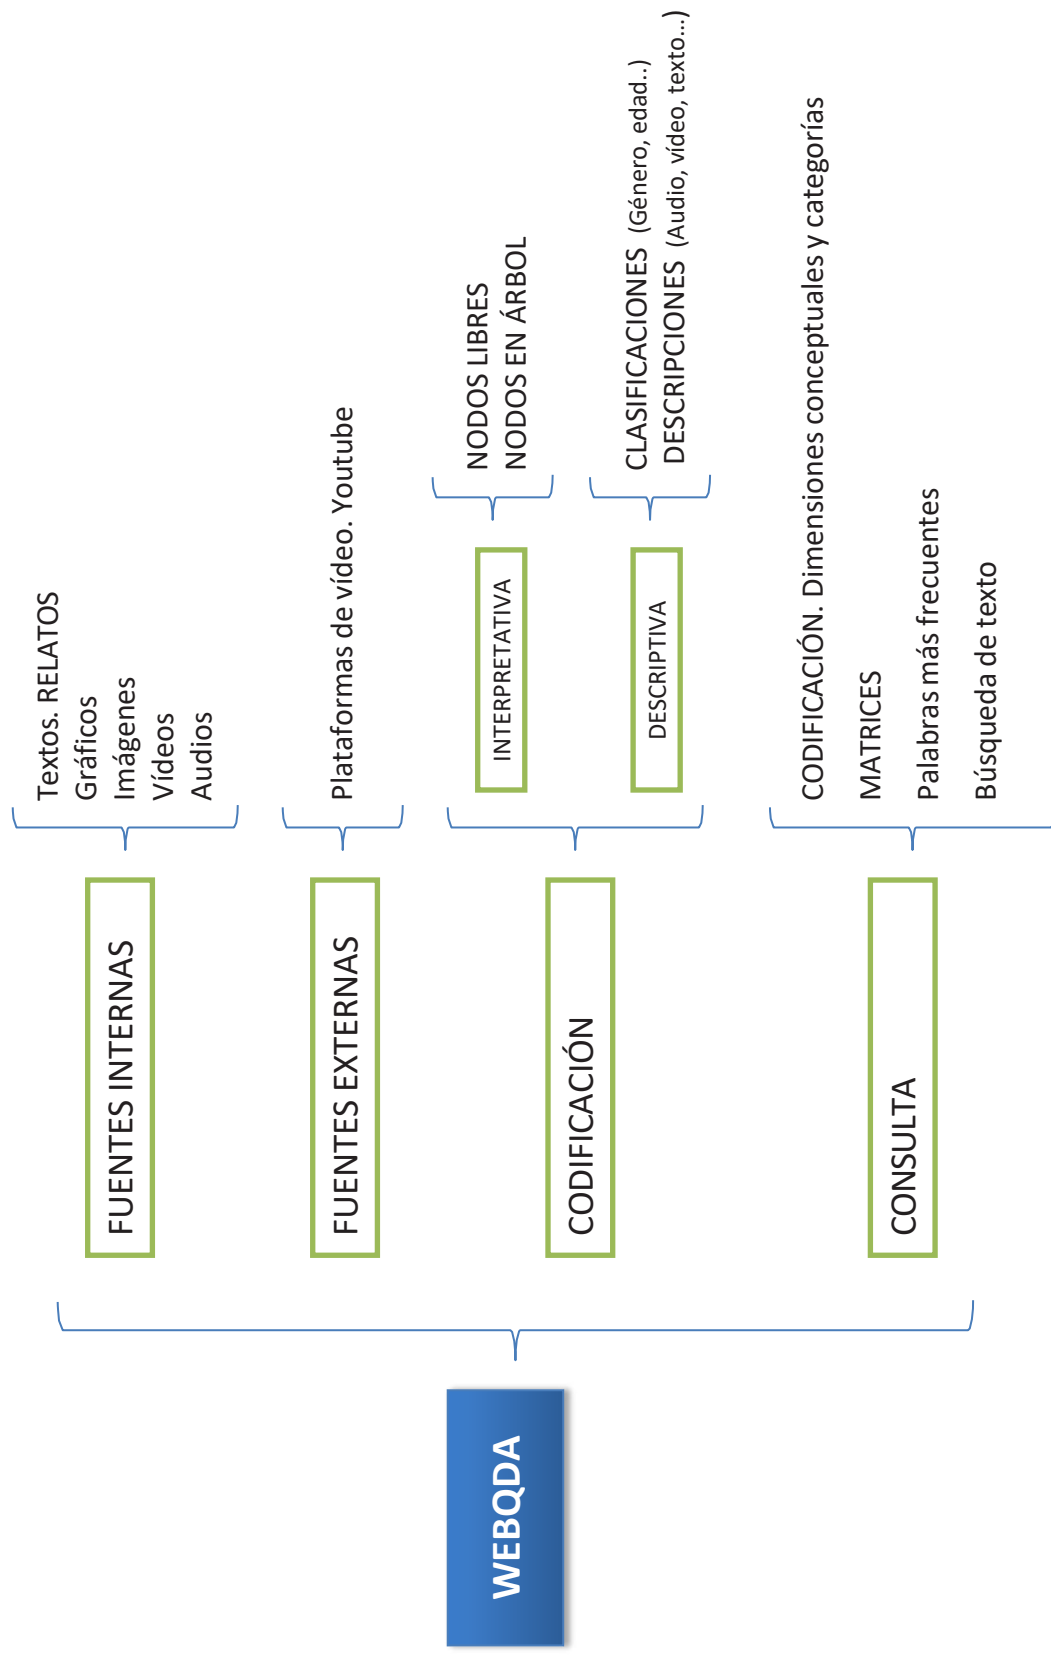 WEBQDA
FUENTES INTERNAS
Textos. RELATOS
Gráficos
Imágenes
Vídeos
Audios
FUENTES EXTERNAS
Plataformas de vídeo. Youtube
CODIFICACIÓN
INTERPRETATIVA
NODOS LIBRES
NODOS EN ÁRBOL
DESCRIPTIVA
CLASIFICACIONES (Género, edad..)
DESCRIPCIONES (Audio, vídeo, texto...)
CONSULTA
CODIFICACIÓN. Dimensiones conceptuales y categorías
MATRICES
Palabras más frecuentes
Búsqueda de texto